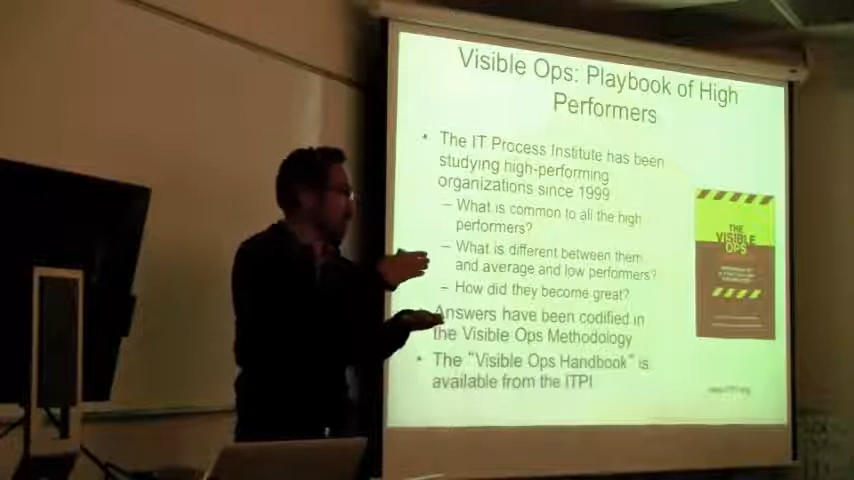 Visible Ops: Playbook of High
Performers
• The IT Process Institute has been
studying high-performing
organizations since 1999
– What is common to all the high
performers?
– What is different between them
and average and low performers?
– How did they become great?
Answers have been codified in
the Visible Ops Methodology
• The "Visible Ops Handbook" is
available from the ITPI
THE
VISIBLE
OPS